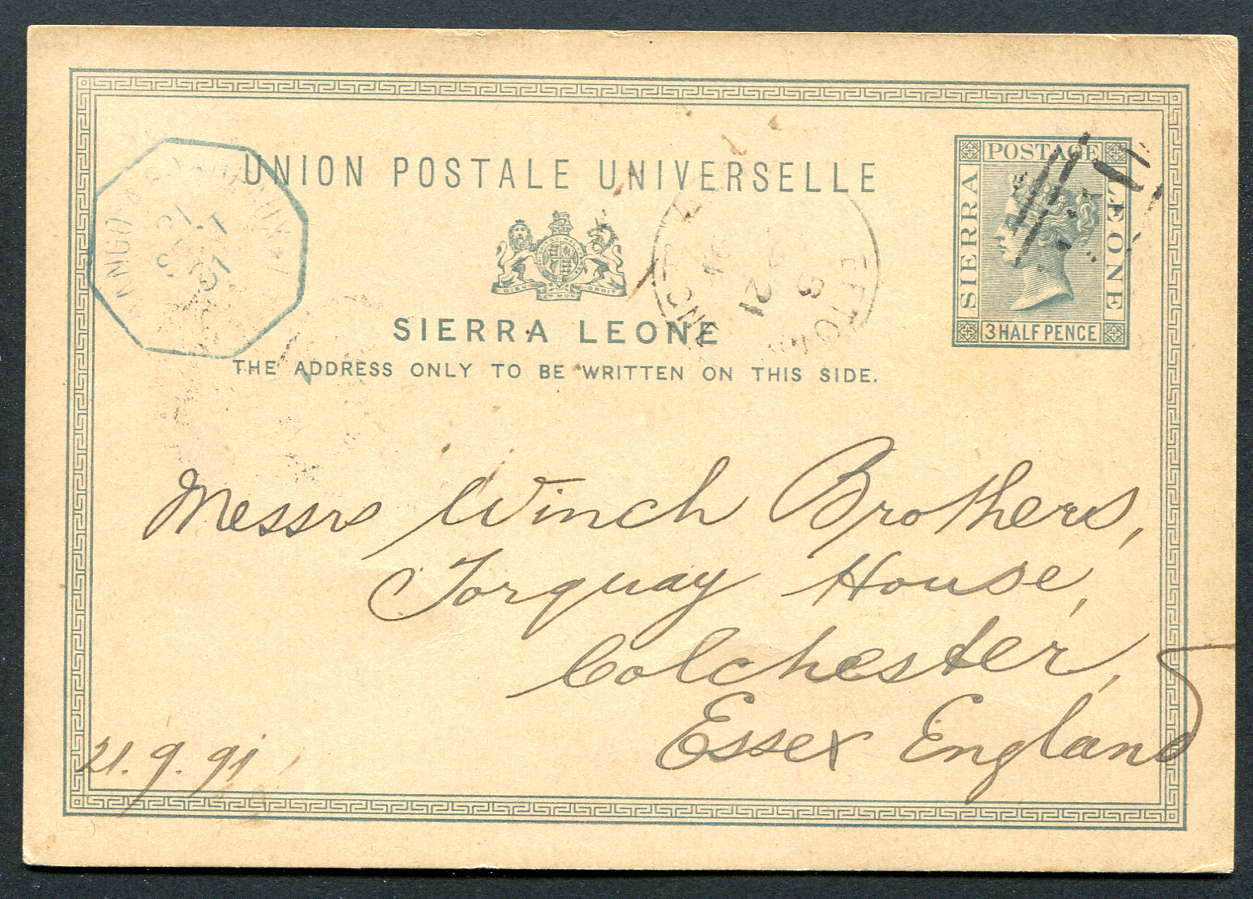 UNION POSTALE UNIVERSELLE
POSTAGE
SIERRA
LEONE
3 HALF PENCE
SIERRA LEONE
THE ADDRESS ONLY TO BE WRITTEN ON THIS SIDE.
21
Messrs Winch Brothers,
Torquay House,
Colchester,
Essex England
21.9.91